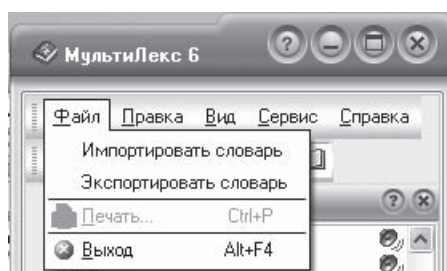 МультиЛекс 6
Файл Правка Вид Сервис Справка
Импортировать словарь
Экспортировать словарь
Печать... Ctrl+P
Выход Alt+F4